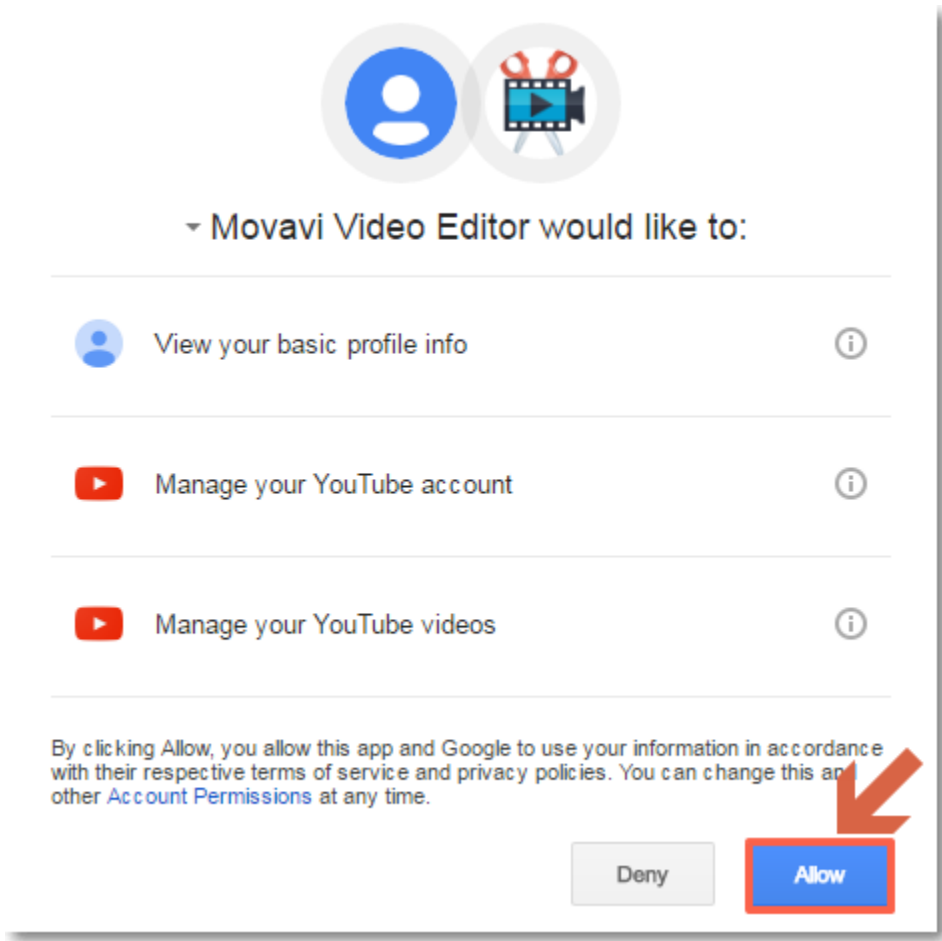 Movavi Video Editor would like to:
View your basic profile info
Manage your YouTube account
Manage your YouTube videos
By clicking Allow, you allow this app and Google to use your information in accordance
with their respective terms of service and privacy policies. You can change this and
other Account Permissions at any time.
Deny
Allow